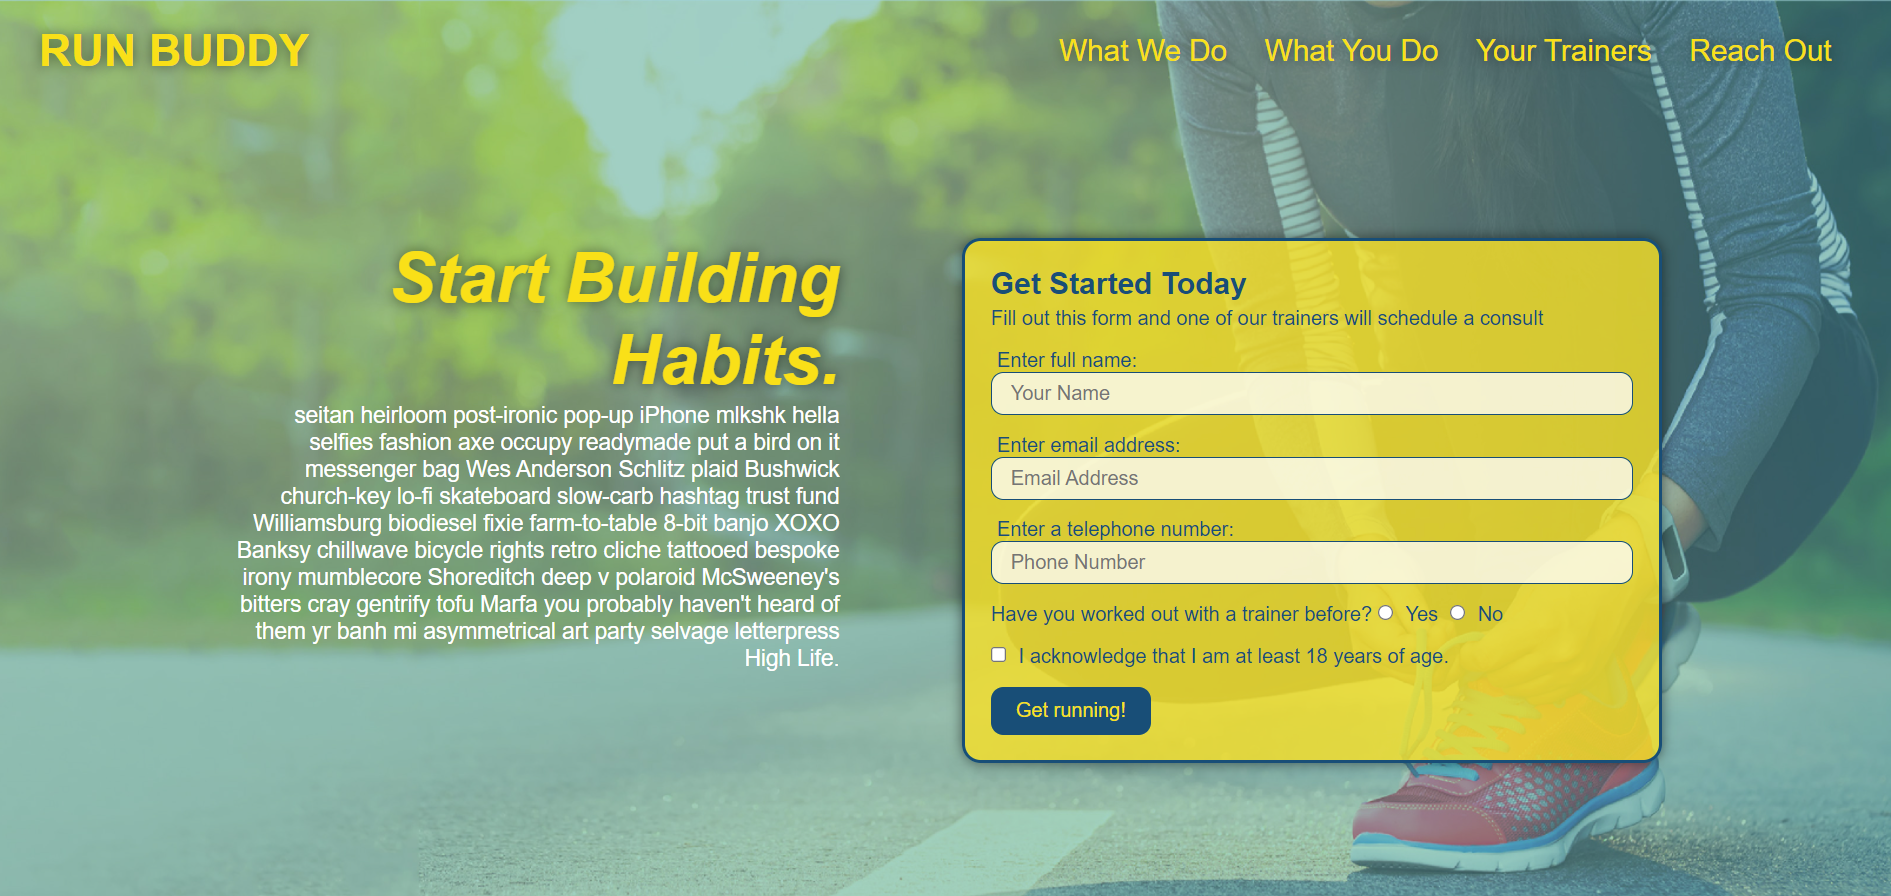 RUN BUDDY
What We Do What You Do Your Trainers Reach Out
Start Building
Habits.
seitan heirloom post-ironic pop-up iPhone mlkshk hella
selfies fashion axe occupy readymade put a bird on it
messenger bag Wes Anderson Schlitz plaid Bushwick
church-key lo-fi skateboard slow-carb hashtag trust fund
Williamsburg biodiesel fixie farm-to-table 8-bit banjo XOXO
Banksy chillwave bicycle rights retro cliche tattooed bespoke
irony mumblecore Shoreditch deep v polaroid McSweeney's
bitters cray gentrify tofu Marfa you probably haven't heard of
them yr banh mi asymmetrical art party selvage letterpress
High Life.
Get Started Today
Fill out this form and one of our trainers will schedule a consult
Enter full name:
Your Name
Enter email address:
Email Address
Enter a telephone number:
Phone Number
Have you worked out with a trainer before? Yes No
I acknowledge that I am at least 18 years of age.
Get running!